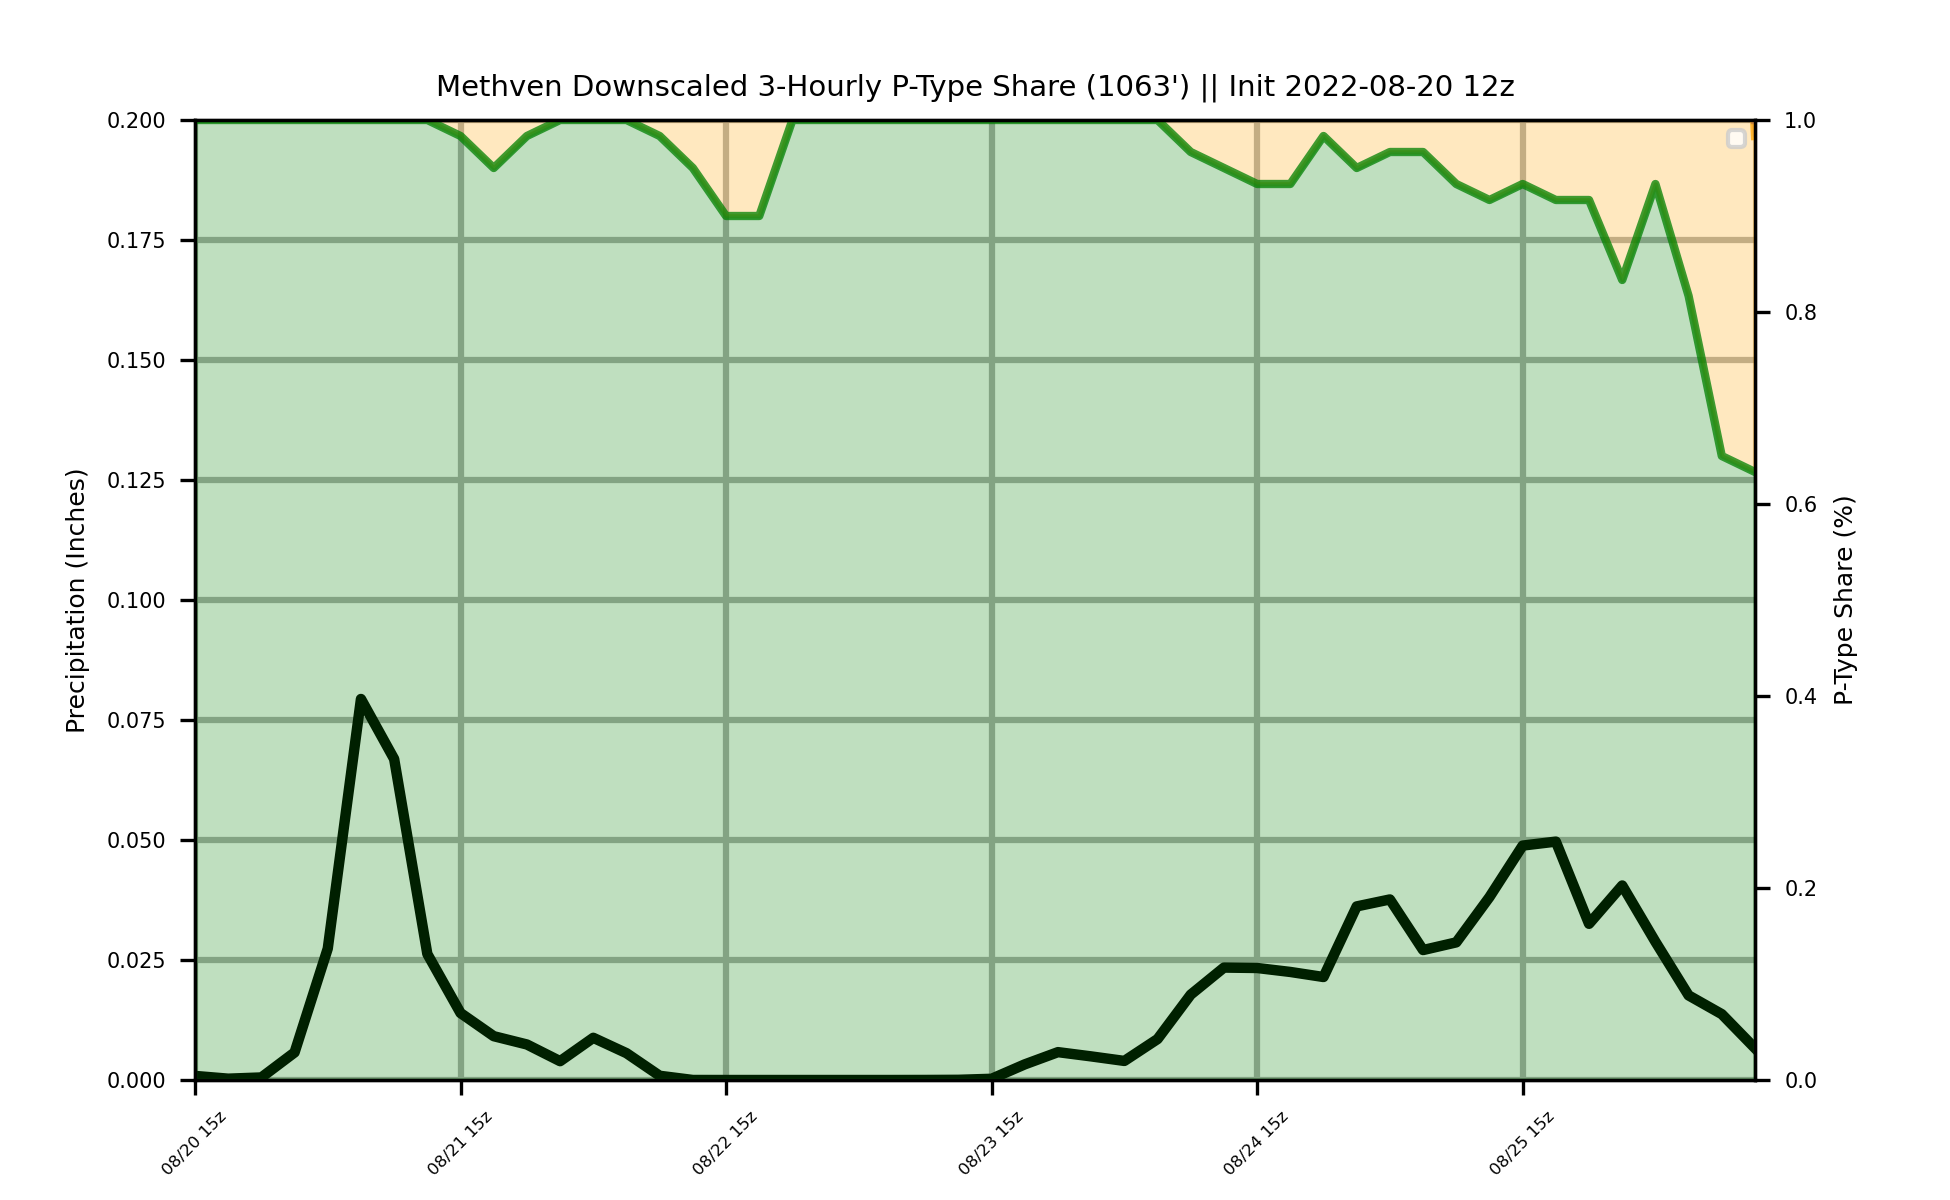 Methven Downscaled 3-Hourly P-Type Share (1063') || Init 2022-08-20 12z
0.200
0.175
0.150
0.125
0.100
0.075
0.050
0.025
0.000
Precipitation (Inches)
1.0
0.8
0.6
0.4
0.2
0.0
P-Type Share (%)
08/20 15z
08/21 15z
08/22 15z
08/23 15z
08/24 15z
08/25 15z